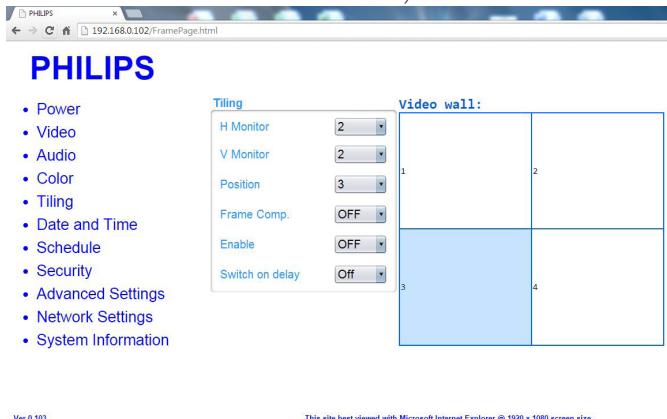 PHILIPS
192.168.0.102/FramePage.html
PHILIPS
Power
Video
Audio
Color
Tiling
Date and Time
Schedule
Security
Advanced Settings
Network Settings
System Information
Tiling
H Monitor 2
V Monitor 2
Position 3
Frame Comp. OFF
Enable OFF
Switch on delay Off
Video wall:
1 2
3 4
Ver 0.103 This site best viewed with Microsoft Internet Explorer @ 1920 x 1080 screen size